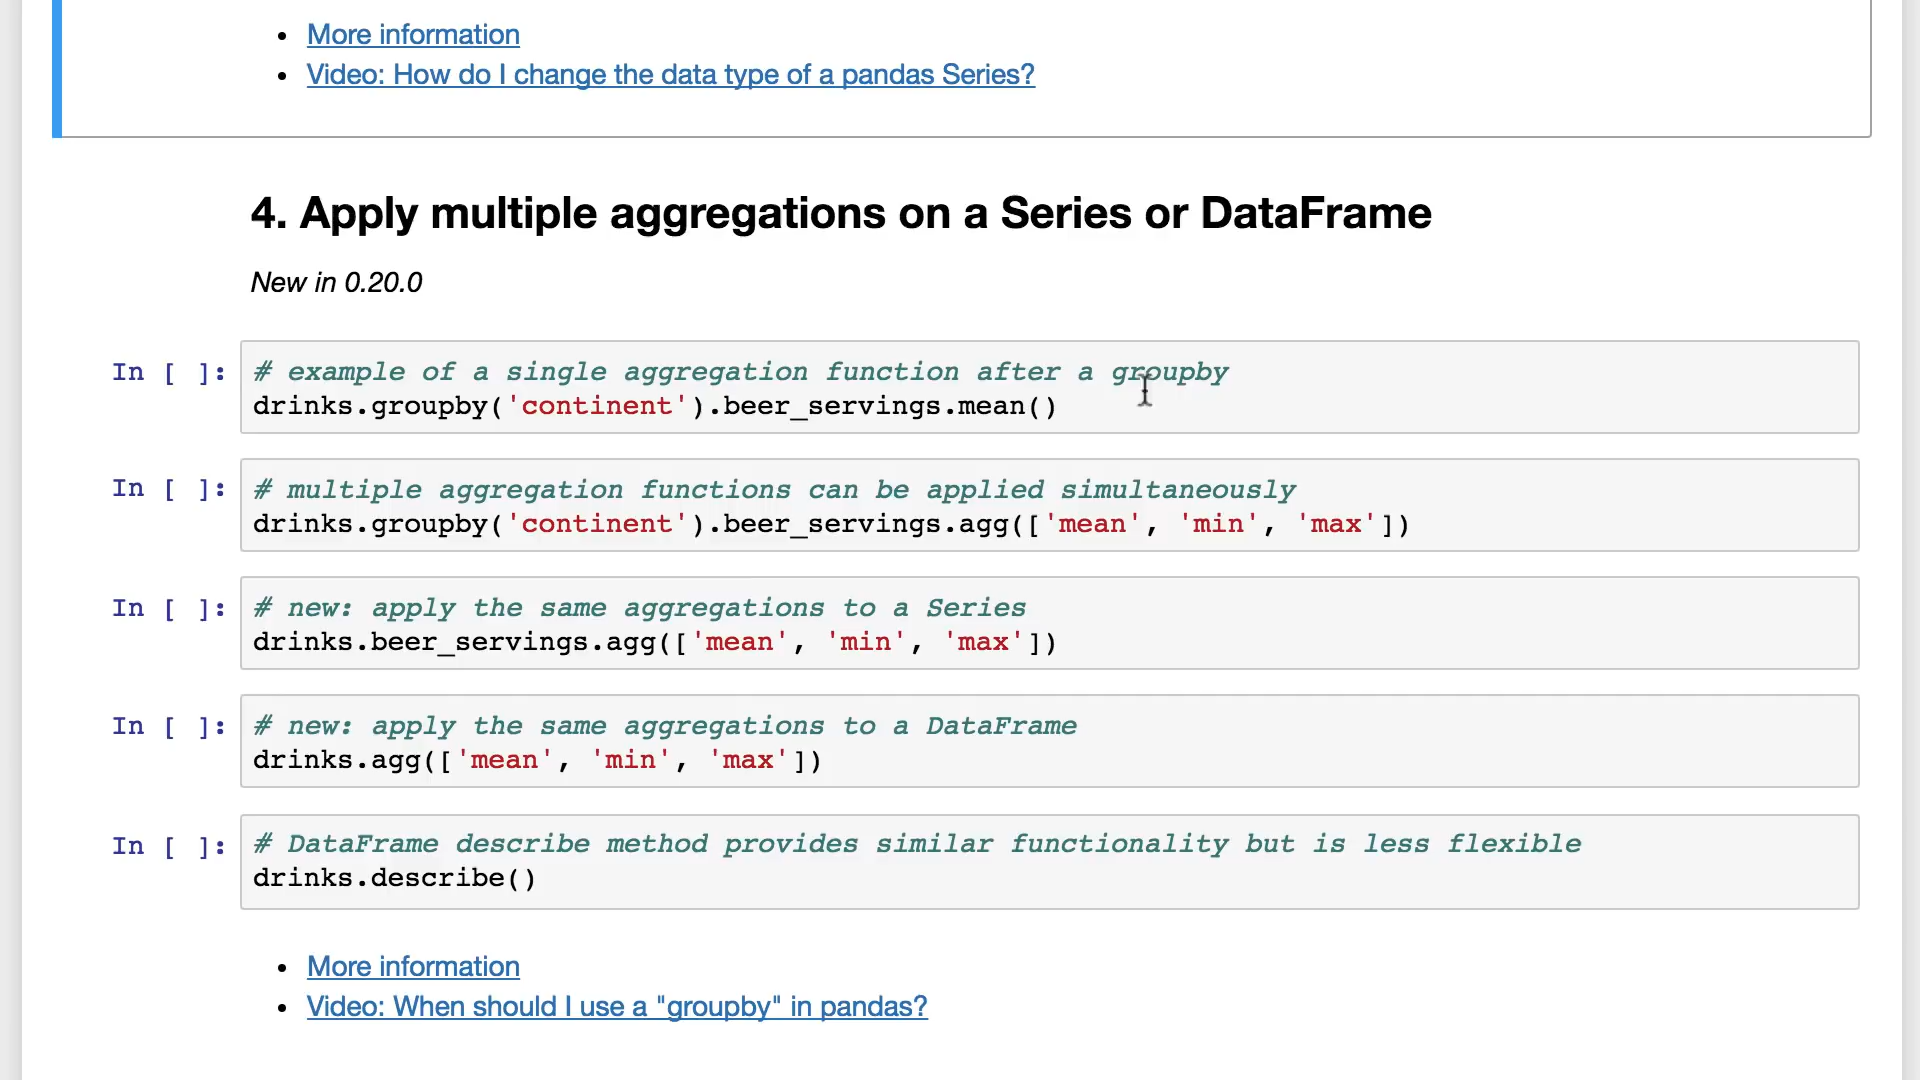 More information
Video: How do I change the data type of a pandas Series?
4. Apply multiple aggregations on a Series or DataFrame
New in 0.20.0
In [ ]: # example of a single aggregation function after a groupby
drinks.groupby('continent').beer_servings.mean()
In [ ]: # multiple aggregation functions can be applied simultaneously
drinks.groupby('continent').beer_servings.agg(['mean', 'min', 'max'])
In [ ]: # new: apply the same aggregations to a Series
drinks.beer_servings.agg(['mean', 'min', 'max'])
In [ ]: # new: apply the same aggregations to a DataFrame
drinks.agg(['mean', 'min', 'max'])
In [ ]: # DataFrame describe method provides similar functionality but is less flexible
drinks.describe()
More information
Video: When should I use a "groupby" in pandas?